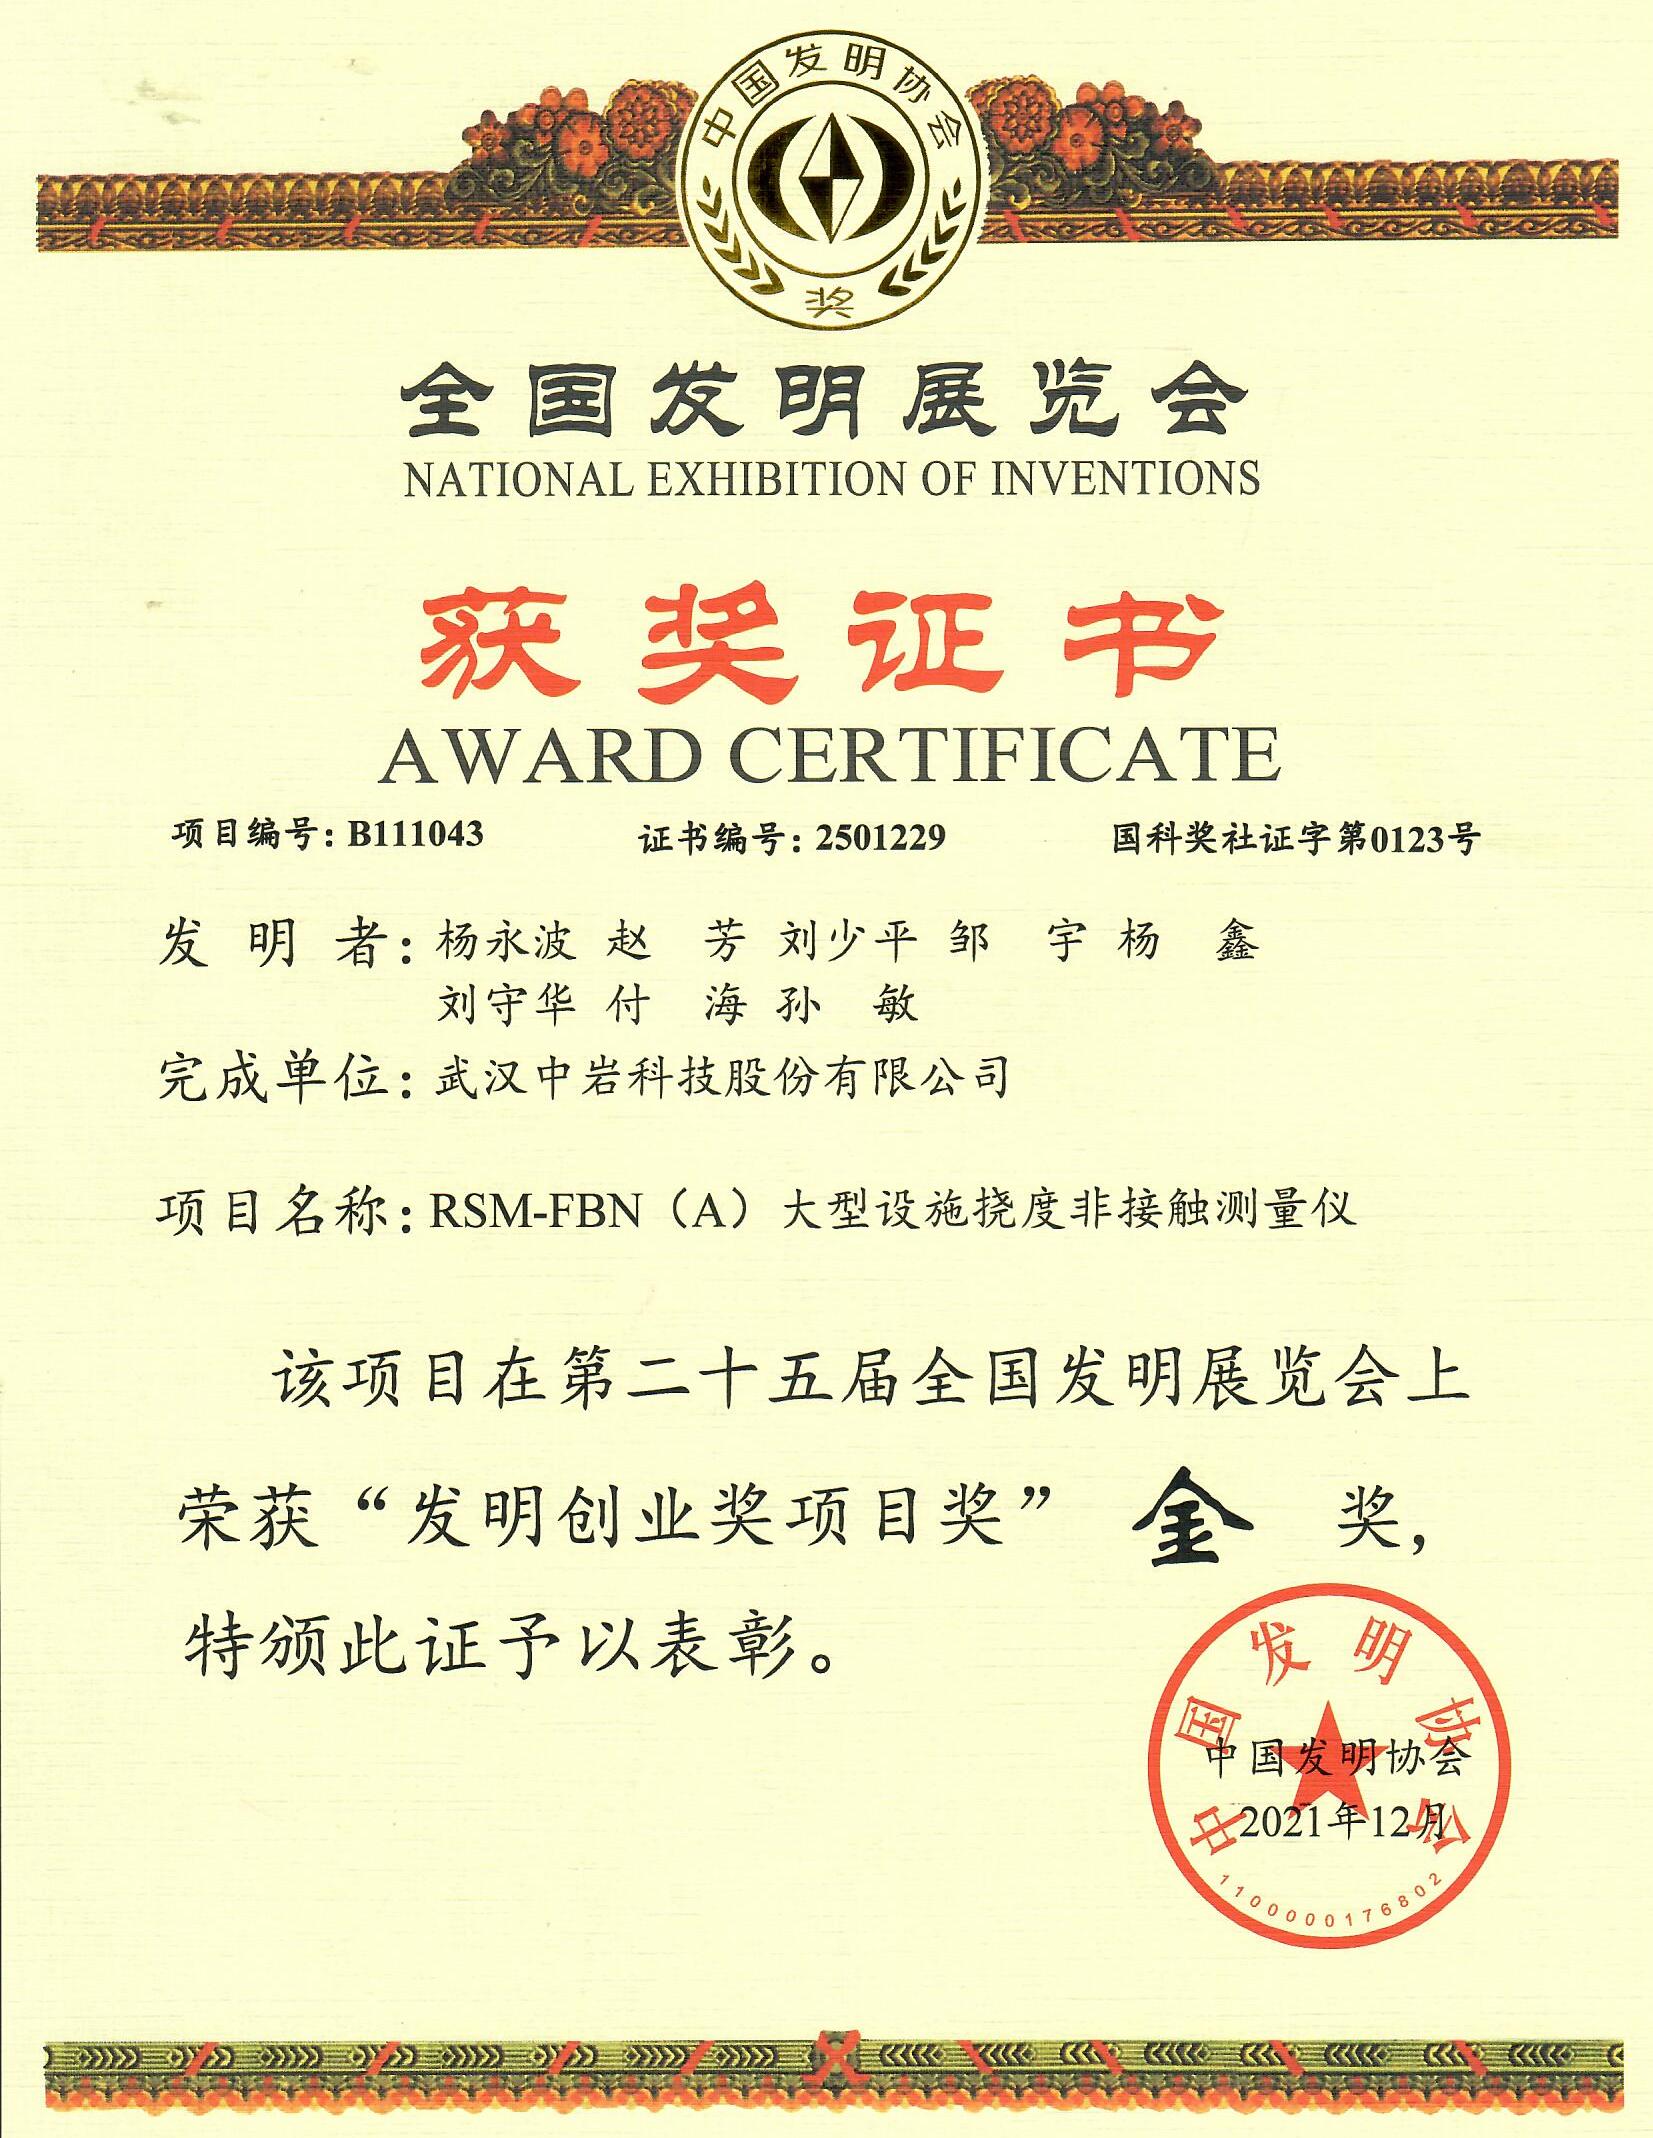 中国发明协会
奖
全国发明展览会
NATIONAL EXHIBITION OF INVENTIONS
获奖证书
AWARD CERTIFICATE
项目编号：B111043 证书编号：2501229 国科奖社证字第0123号
发明者：杨永波 赵芳 刘少平 邹宇 杨鑫
刘守华 付海 孙敏
完成单位：武汉中岩科技股份有限公司
项目名称：RSM-FBN（A）大型设施挠度非接触测量仪
该项目在第二十五届全国发明展览会上
荣获“发明创业奖项目奖” 金 奖，
特颁此证予以表彰。
中国发明协会
中国发明协会
2021年12月
1100000176802